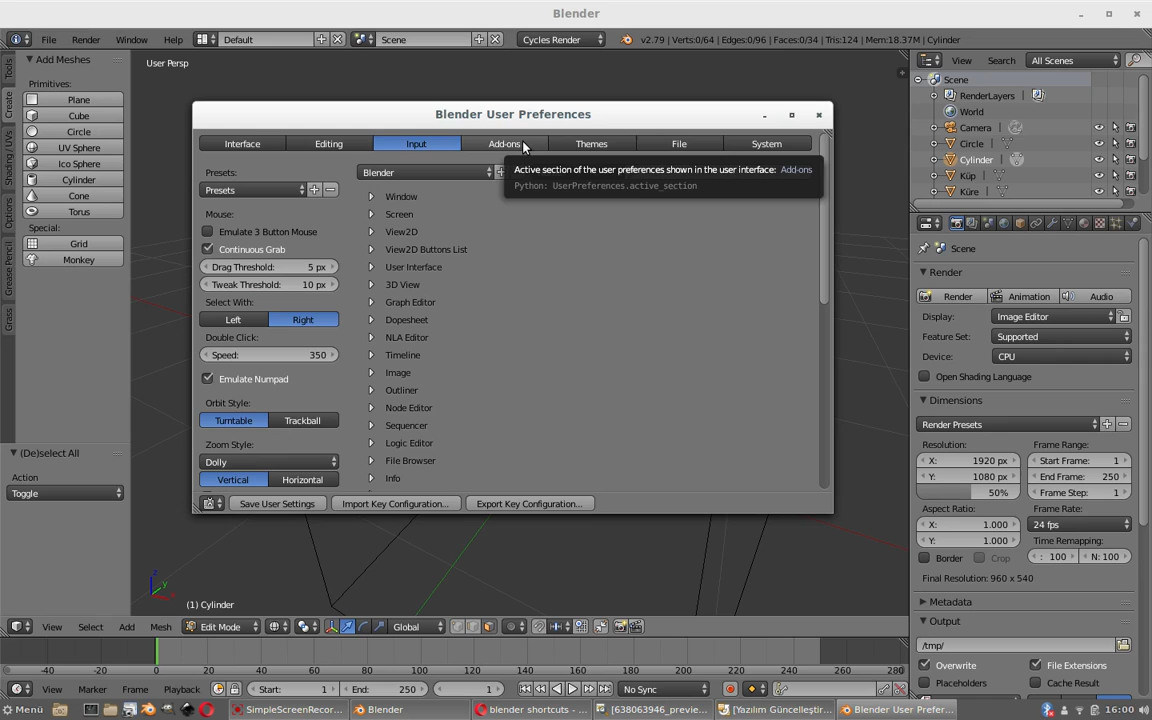 Blender
File Render Window Help Default Scene Cycles Render v2.79 | Verts:0/64 | Edges:0/96 | Faces:0/34 | Tris:124 | Mem:18.37M | Cylinder
Tools
Create
Shading / UVs
Options
Grease Pencil
Grass
Add Meshes
Primitives:
Plane
Cube
Circle
UV Sphere
Ico Sphere
Cylinder
Cone
Torus
Special:
Grid
Monkey
(De)select All
Action
Toggle
User Persp
Blender User Preferences
Interface Editing Input Add-ons Themes File System
Active section of the user preferences shown in the user interface: Add-ons
Python: UserPreferences.active_section
Presets:
Presets
Mouse:
Emulate 3 Button Mouse
Continuous Grab
Drag Threshold: 5 px
Tweak Threshold: 10 px
Select With:
Left Right
Double Click:
Speed: 350
Emulate Numpad
Orbit Style:
Turntable Trackball
Zoom Style:
Dolly
Vertical Horizontal
Blender
Window
Screen
View2D
View2D Buttons List
User Interface
3D View
Graph Editor
Dopesheet
NLA Editor
Timeline
Image
Outliner
Node Editor
Sequencer
Logic Editor
File Browser
Info
Save User Settings Import Key Configuration... Export Key Configuration...
z
y
(1) Cylinder
View Select Add Mesh Edit Mode Global
View Search All Scenes
Scene
RenderLayers
World
Camera
Circle
Cylinder
Küp
Küre
Scene
Render
Render Animation Audio
Display: Image Editor
Feature Set: Supported
Device: CPU
Open Shading Language
Dimensions
Render Presets
Resolution: Frame Range:
X: 1920 px Start Frame: 1
Y: 1080 px End Frame: 250
50% Frame Step: 1
Aspect Ratio: Frame Rate:
X: 1.000 24 fps
Y: 1.000 Time Remapping:
Border Crop : 100 N: 100
Final Resolution: 960 x 540
Metadata
Output
/tmp/
Overwrite File Extensions
Placeholders Cache Result
-40 -20 0 20 40 60 80 100 120 140 160 180 200 220 240 260 280
View Marker Frame Playback Start: 1 End: 250 1 No Sync
Menü SimpleScreenRecor... Blender blender shortcuts - ... [638063946_previe... [Yazılım Güncelleştir... Blender User Prefer... 16:00